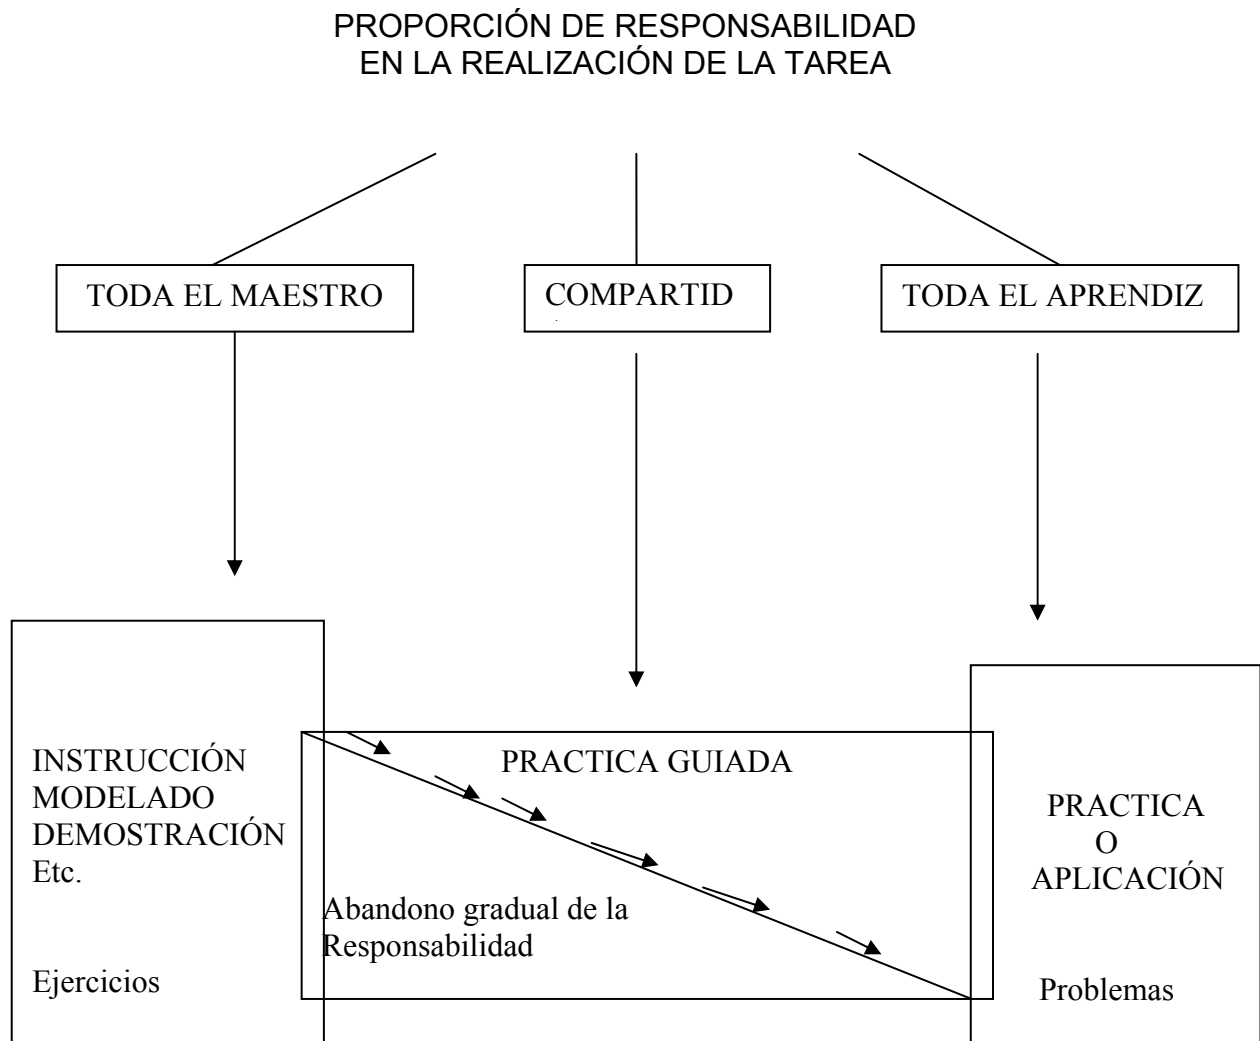 PROPORCIÓN DE RESPONSABILIDAD
EN LA REALIZACIÓN DE LA TAREA
TODA EL MAESTRO
COMPARTID
TODA EL APRENDIZ
INSTRUCCIÓN
MODELADO
DEMOSTRACIÓN
Etc.
Ejercicios
PRACTICA GUIADA
Abandono gradual de la
Responsabilidad
PRACTICA
O
APLICACIÓN
Problemas